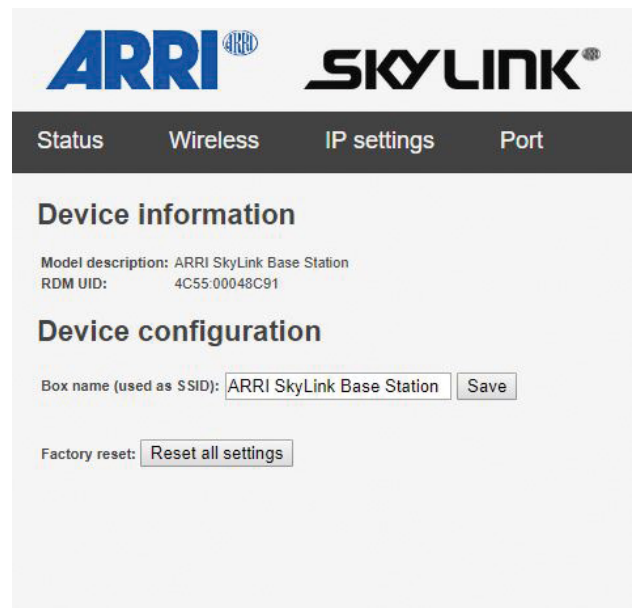 ARRI® ARRI SKYLINK®
Status Wireless IP settings Port
Device information
Model description: ARRI SkyLink Base Station
RDM UID: 4C55:00048C91
Device configuration
Box name (used as SSID): ARRI SkyLink Base Station Save
Factory reset: Reset all settings